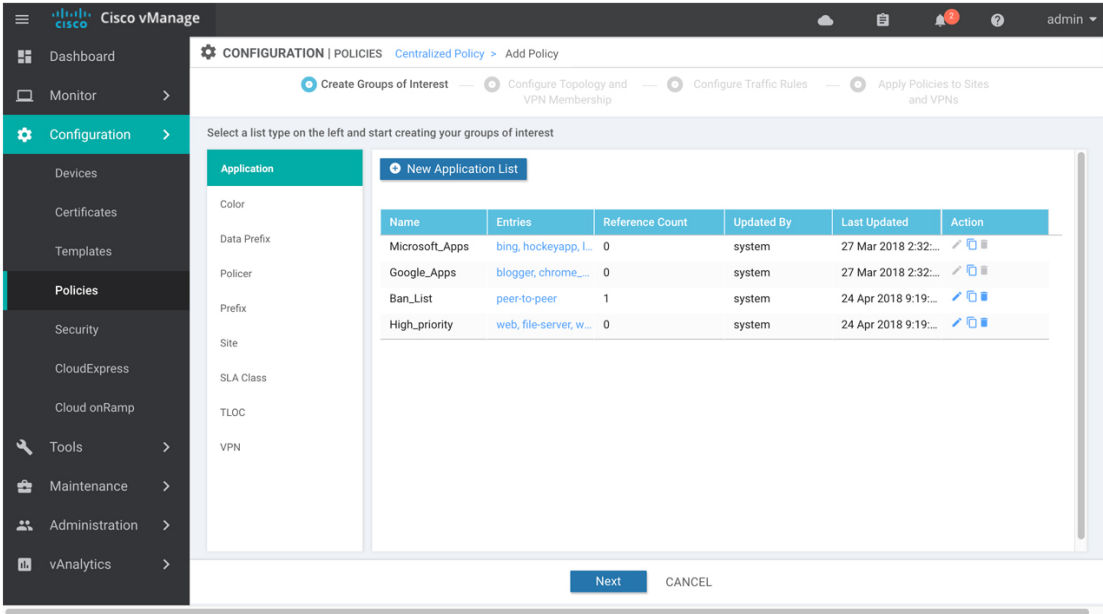 CISCO
Cisco vManage
2
admin
Dashboard
Monitor
Configuration
Devices
Certificates
Templates
Policies
Security
CloudExpress
Cloud onRamp
Tools
Maintenance
Administration
vAnalytics
CONFIGURATION | POLICIES Centralized Policy > Add Policy
Create Groups of Interest
Configure Topology and
VPN Membership
Configure Traffic Rules
Apply Policies to Sites
and VPNs
Select a list type on the left and start creating your groups of interest
Application
Color
Data Prefix
Policer
Prefix
Site
SLA Class
TLOC
VPN
New Application List
Name Entries Reference Count Updated By Last Updated Action
Microsoft_Apps bing, hockeyapp, l... 0 system 27 Mar 2018 2:32:...
Google_Apps blogger, chrome_... 0 system 27 Mar 2018 2:32:...
Ban_List peer-to-peer 1 system 24 Apr 2018 9:19:...
High_priority web, file-server, w... 0 system 24 Apr 2018 9:19:...
Next CANCEL